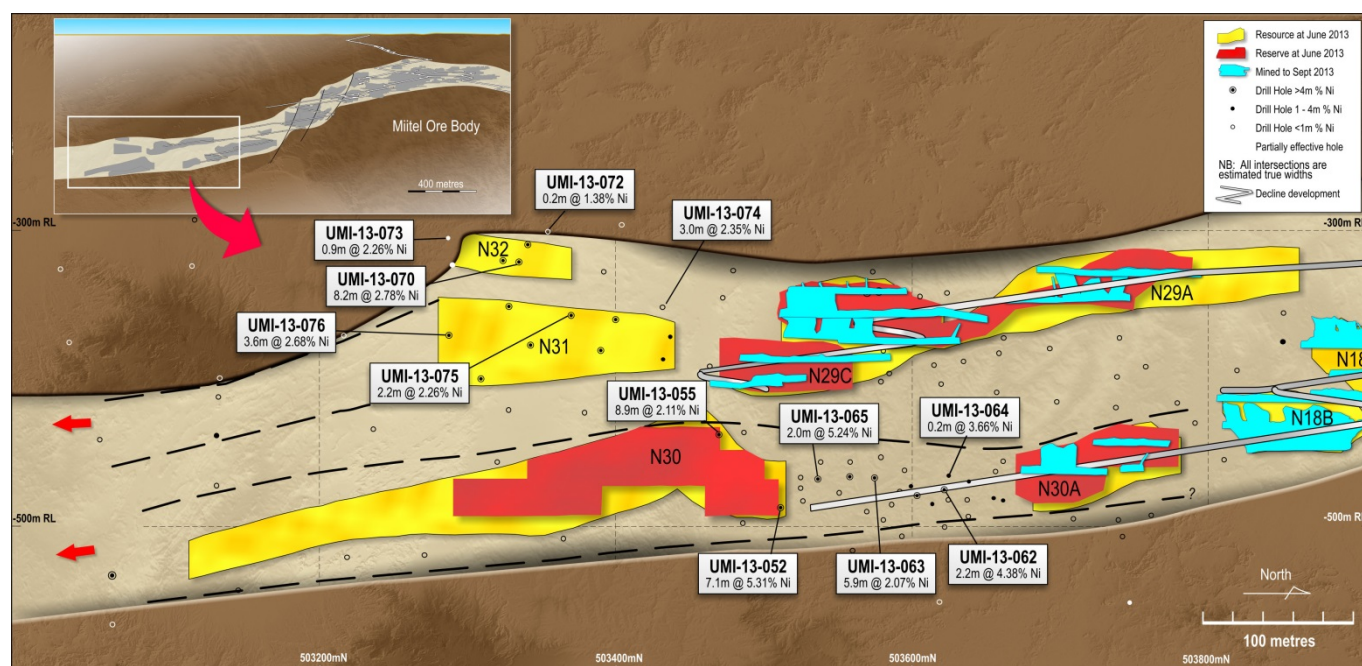 Miitel Ore Body
400 metres
Resource at June 2013
Reserve at June 2013
Mined to Sept 2013
Drill Hole >4m % Ni
Drill Hole 1 - 4m % Ni
Drill Hole <1m % Ni
Partially effective hole
NB: All intersections are
estimated true widths
Decline development
-300m RL
-300m RL
UMI-13-072
0.2m @ 1.38% Ni
UMI-13-073
0.9m @ 2.26% Ni
UMI-13-074
3.0m @ 2.35% Ni
N32
UMI-13-070
8.2m @ 2.78% Ni
N29A
UMI-13-076
3.6m @ 2.68% Ni
N31
N18
UMI-13-075
2.2m @ 2.26% Ni
N29C
UMI-13-055
8.9m @ 2.11% Ni
UMI-13-065
2.0m @ 5.24% Ni
UMI-13-064
0.2m @ 3.66% Ni
N18B
N30
N30A
?
-500m RL
-500m RL
UMI-13-052
7.1m @ 5.31% Ni
UMI-13-063
5.9m @ 2.07% Ni
UMI-13-062
2.2m @ 4.38% Ni
North
100 metres
503200mN
503400mN
503600mN
503800mN